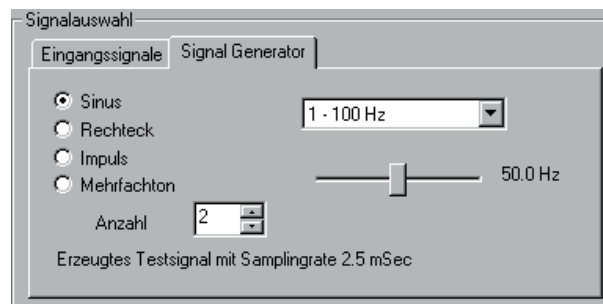 Signalauswahl
Eingangssignale Signal Generator
Sinus 1 - 100 Hz
Rechteck
Impuls
Mehrfachton 50.0 Hz
Anzahl 2
Erzeugtes Testsignal mit Samplingrate 2.5 mSec